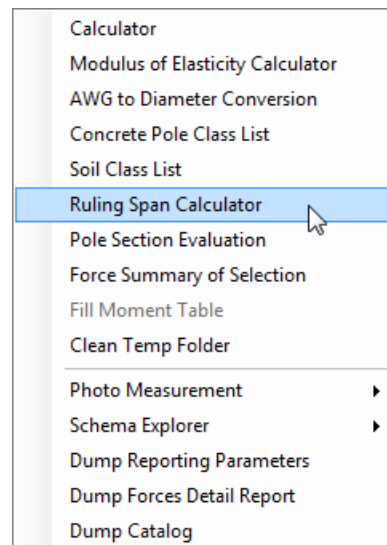 Calculator
Modulus of Elasticity Calculator
AWG to Diameter Conversion
Concrete Pole Class List
Soil Class List
Ruling Span Calculator
Pole Section Evaluation
Force Summary of Selection
Fill Moment Table
Clean Temp Folder
Photo Measurement
Schema Explorer
Dump Reporting Parameters
Dump Forces Detail Report
Dump Catalog